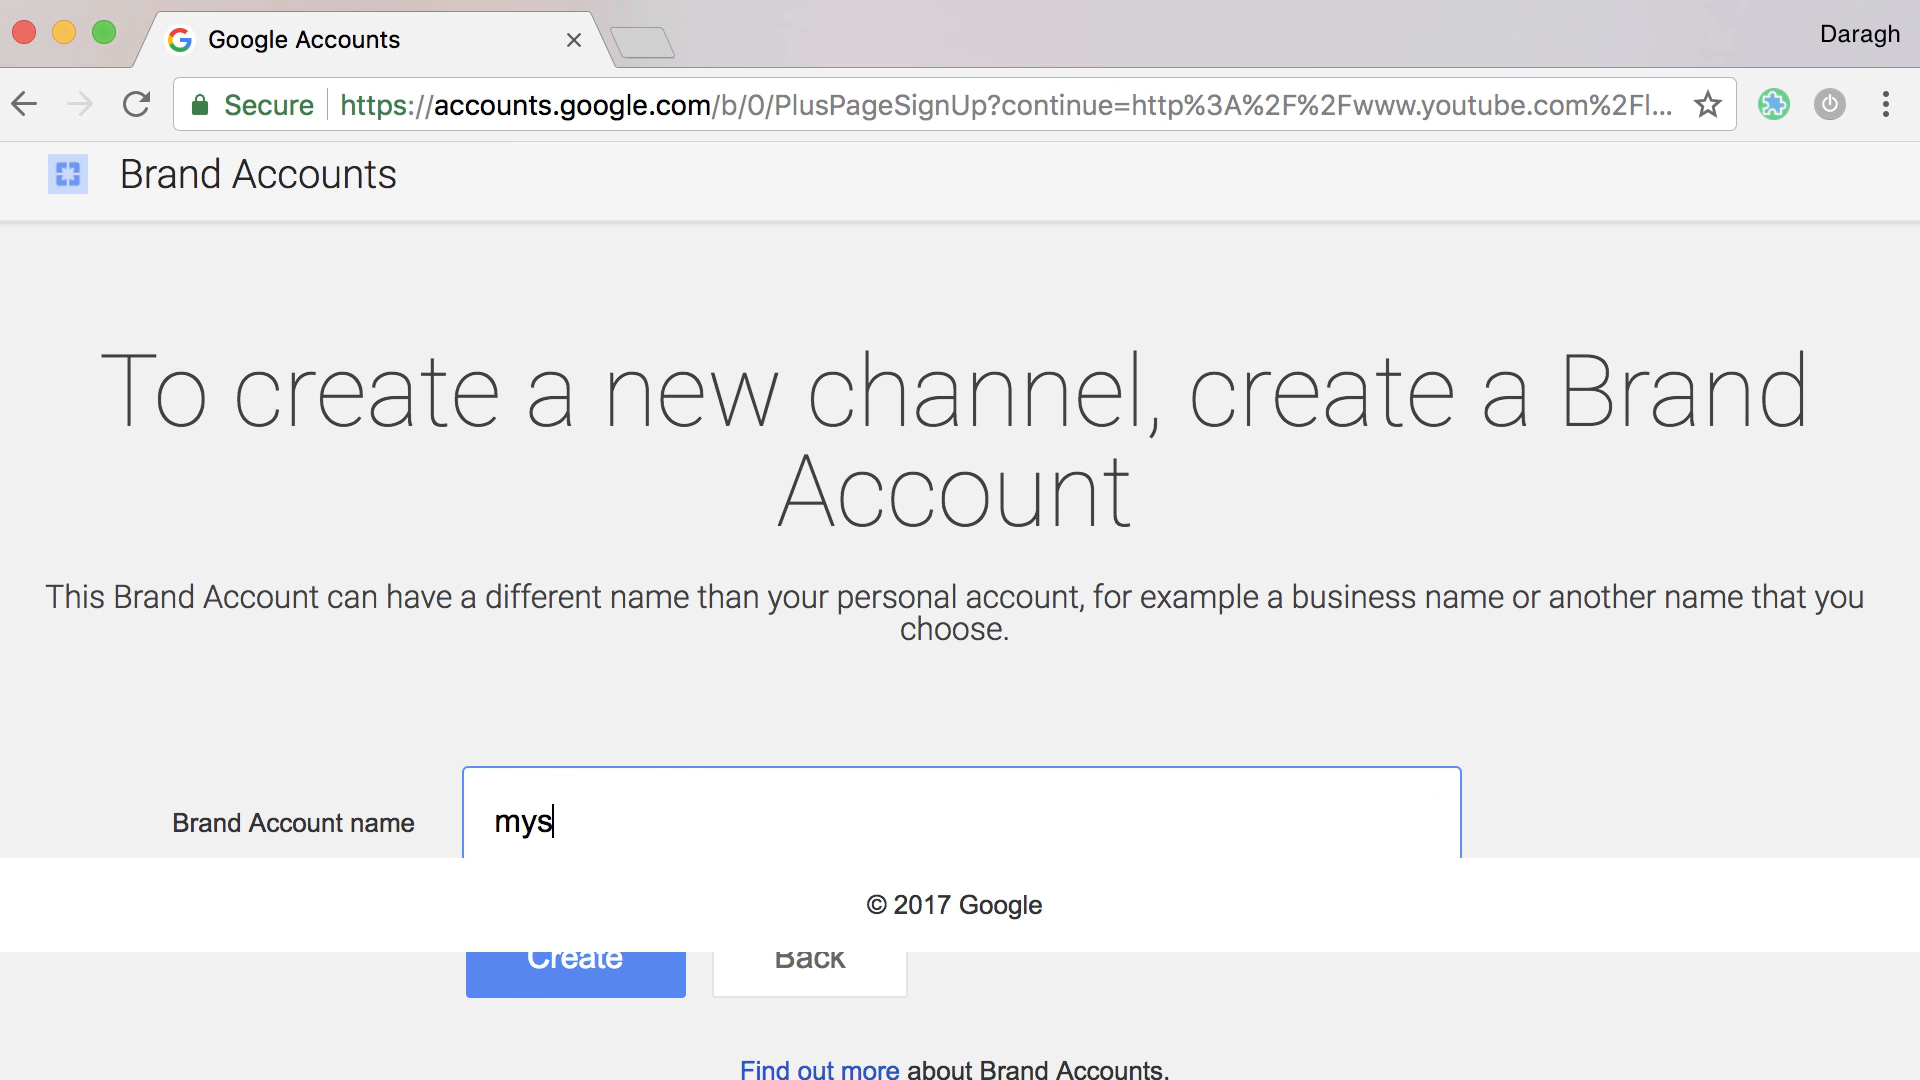 Google Accounts
Daragh
Secure https://accounts.google.com/b/0/PlusPageSignUp?continue=http%3A%2F%2Fwww.youtube.com%2Fl...
Brand Accounts
To create a new channel, create a Brand
Account
This Brand Account can have a different name than your personal account, for example a business name or another name that you
choose.
Brand Account name
mys
© 2017 Google
Create Back
Find out more about Brand Accounts.